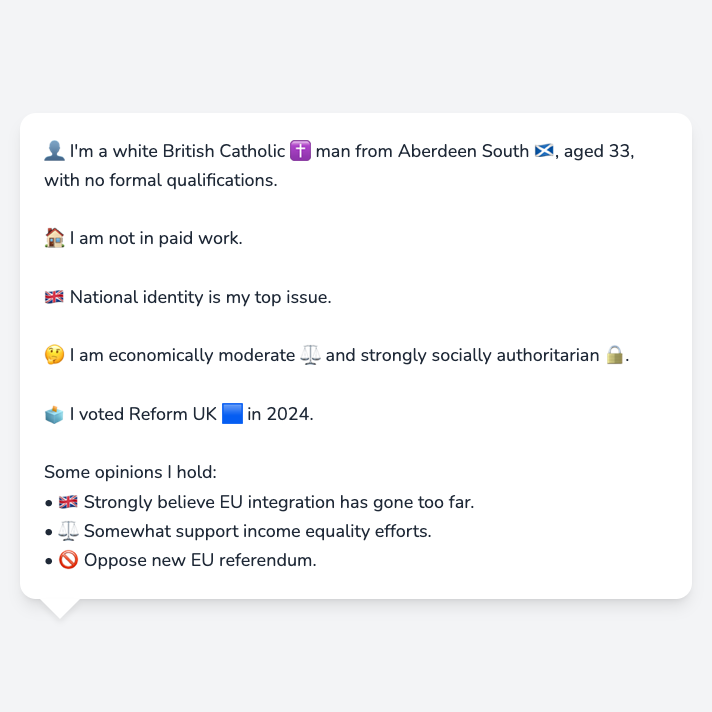 👤 I'm a white British Catholic ✝️ man from Aberdeen South 🏴󠁧󠁢󠁳󠁣󠁴󠁿, aged 33,
with no formal qualifications.
🏠 I am not in paid work.
🇬🇧 National identity is my top issue.
🤔 I am economically moderate ⚖️ and strongly socially authoritarian 🔒.
🗳️ I voted Reform UK 🟦 in 2024.
Some opinions I hold:
• 🇬🇧 Strongly believe EU integration has gone too far.
• ⚖️ Somewhat support income equality efforts.
• 🚫 Oppose new EU referendum.